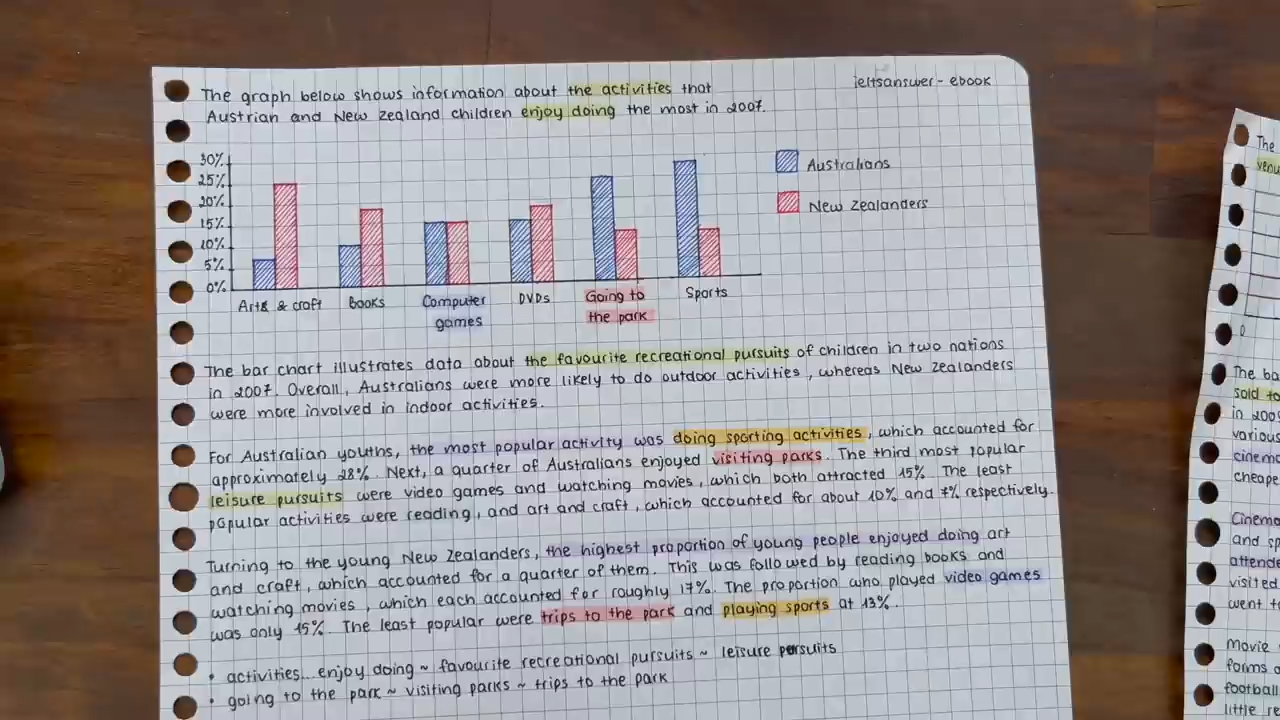 The graph below shows information about the activities that
Austrian and New Zealand children enjoy doing the most in 2007.
ieltsanswer - ebook
30%
25%
20%
15%
10%
5%
0%
Australians
New Zealanders
Arts & craft
Books
Computer
games
DVDs
Going to
the park
Sports
The bar chart illustrates data about the favourite recreational pursuits of children in two nations
in 2007. Overall, Australians were more likely to do outdoor activities, whereas New Zealanders
were more involved in indoor activities.
For Australian youths, the most popular activity was doing sporting activities, which accounted for
approximately 28%. Next, a quarter of Australians enjoyed visiting parks. The third most popular
leisure pursuits were video games and watching movies, which both attracted 15%. The least
popular activities were reading, and art and craft, which accounted for about 10% and 7% respectively.
Turning to the young New Zealanders, the highest proportion of young people enjoyed doing art
and craft, which accounted for a quarter of them. This was followed by reading books and
watching movies, which each accounted for roughly 17%. The proportion who played video games
was only 15%. The least popular were trips to the park and playing sports at 13%.
• activities... enjoy doing ~ favourite recreational pursuits ~ leisure pursuits
• going to the park ~ visiting parks ~ trips to the park
The
venu
0
The ba
sold to
in 200
various
cinema
cheape
Cinema
and sp
attende
visited
went t
Movie
forms o
football
little re